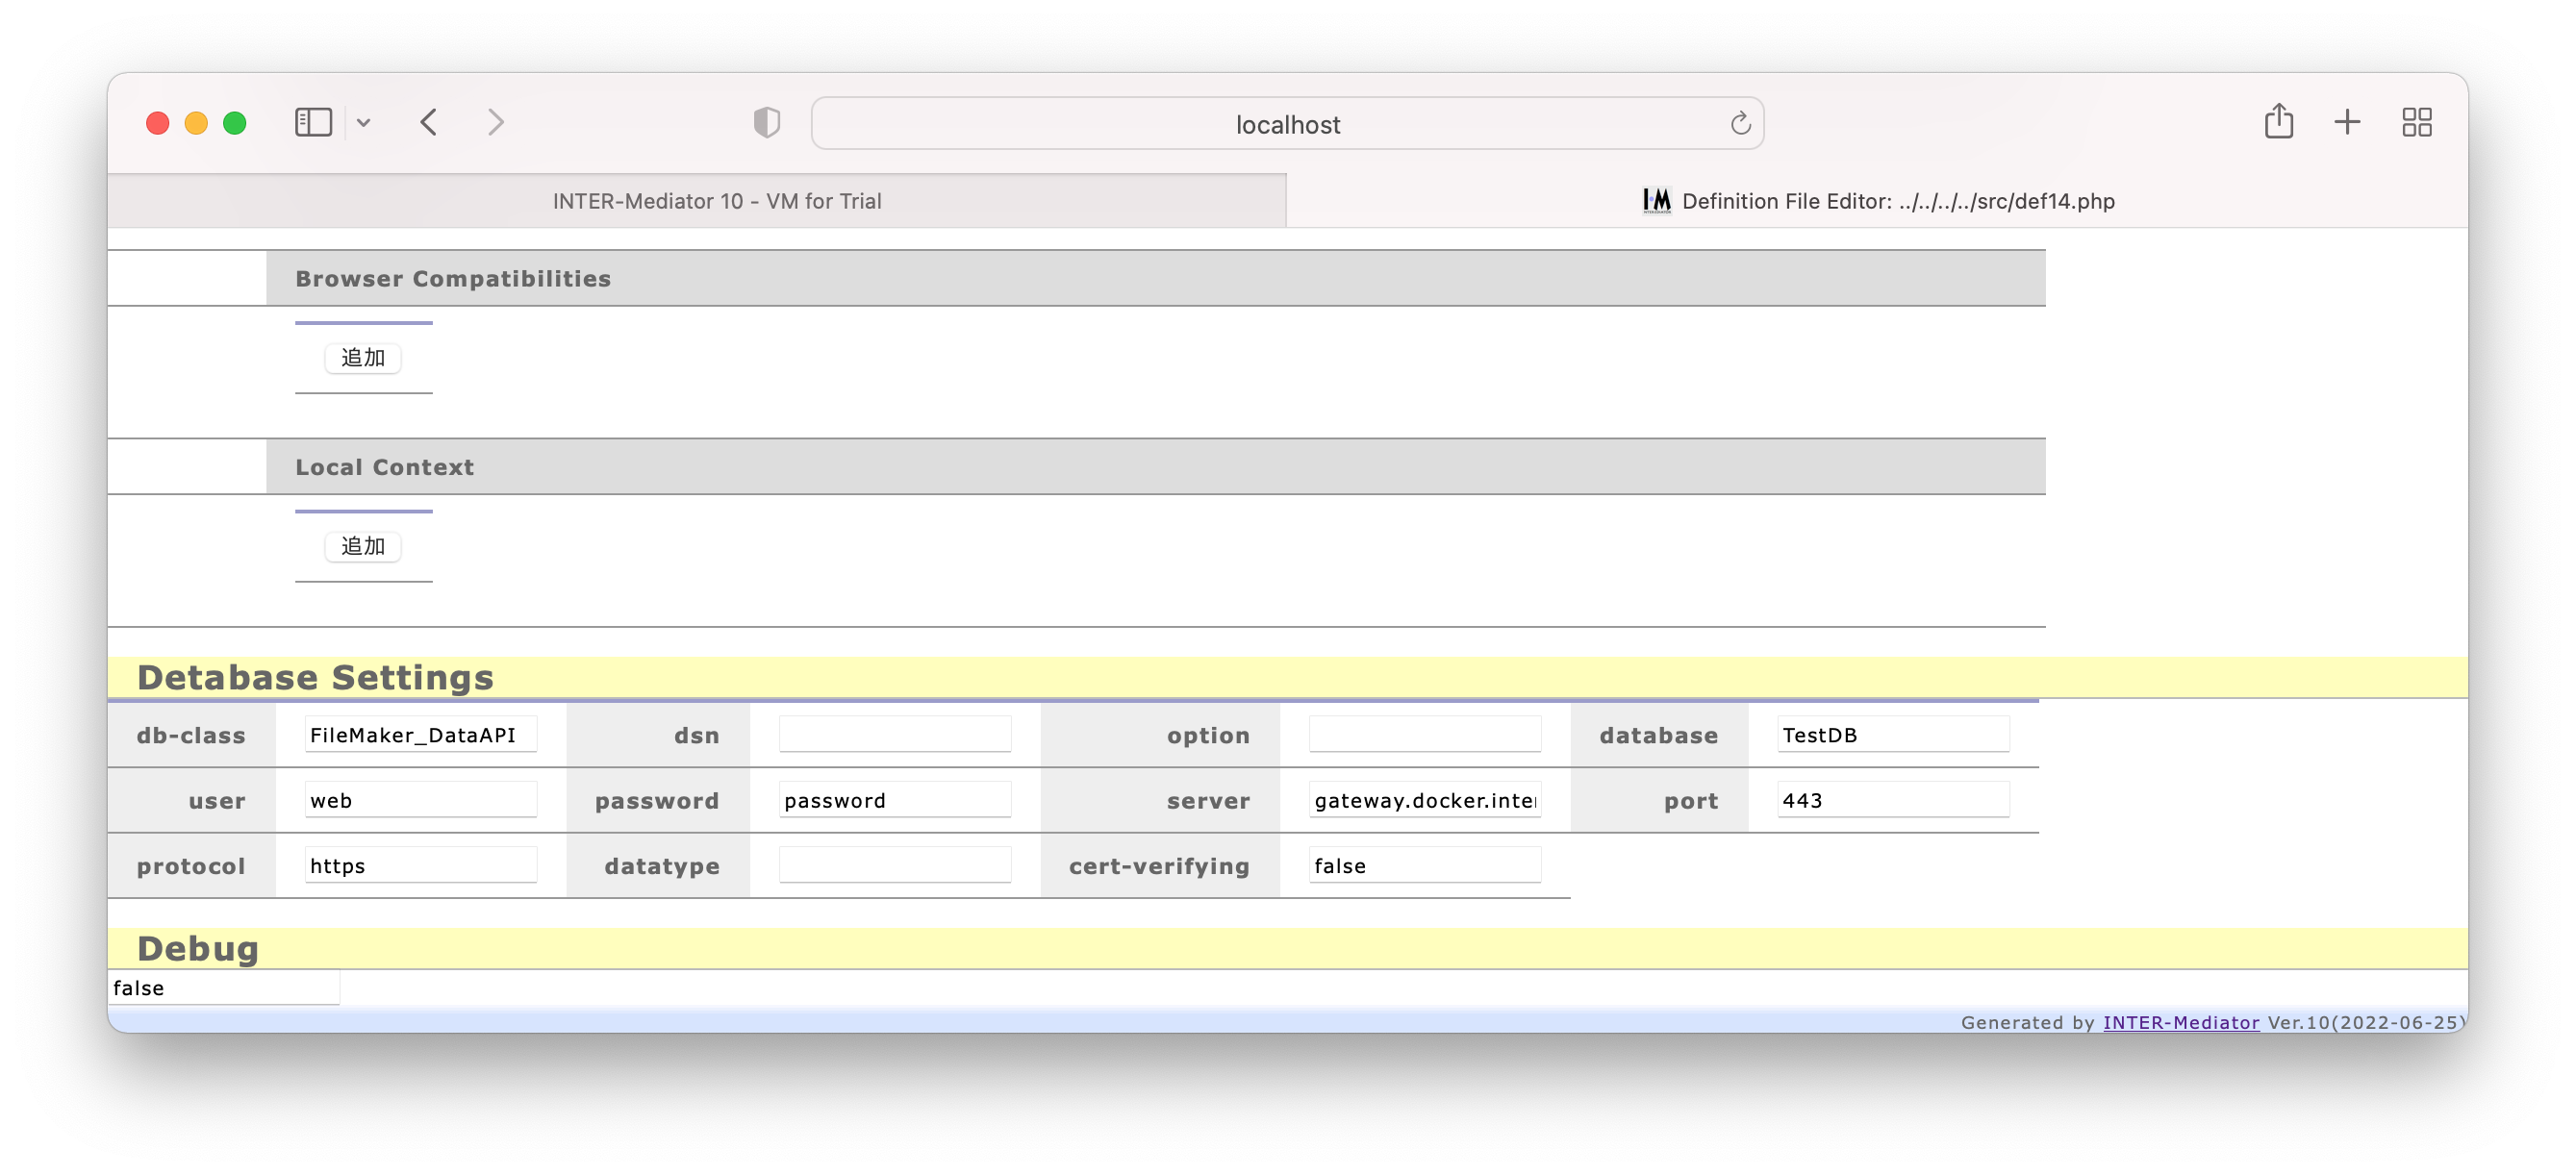 localhost
INTER-Mediator 10 - VM for Trial
Definition File Editor: ../../../../src/def14.php
Browser Compatibilities
追加
Local Context
追加
Detabase Settings
db-class FileMaker_DataAPI dsn option database TestDB
user web password password server gateway.docker.inte port 443
protocol https datatype cert-verifying false
Debug
false
Generated by INTER-Mediator Ver.10(2022-06-25)